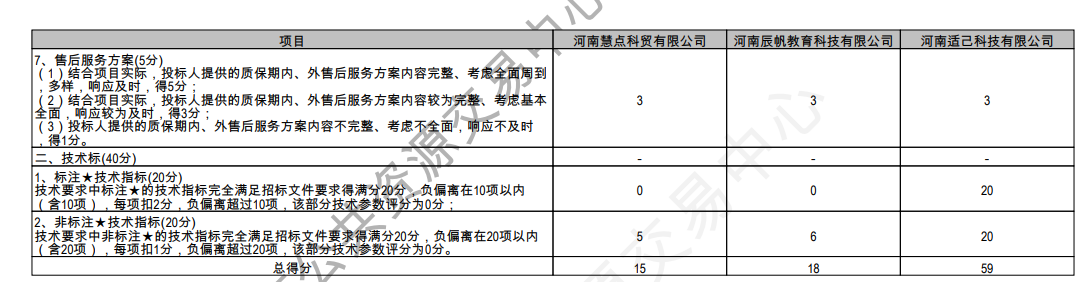 项目 河南慧点科贸有限公司 河南辰帆教育科技有限公司 河南适己科技有限公司
7、售后服务方案(5分)
（1）结合项目实际，投标人提供的质保期内、外售后服务方案内容完整、考虑全面周到
，多样，响应及时，得5分；
（2）结合项目实际，投标人提供的质保期内、外售后服务方案内容较为完整、考虑基本
全面，响应较为及时，得3分；
（3）投标人提供的质保期内、外售后服务方案内容不完整、考虑不全面，响应不及时
，得1分。
3 3 3
二、技术标(40分) - - -
1、标注★技术指标(20分)
技术要求中标注★的技术指标完全满足招标文件要求得满分20分，负偏离在10项以内
（含10项），每项扣2分，负偏离超过10项，该部分技术参数评分为0分；
0 0 20
2、非标注★技术指标(20分)
技术要求中非标注★的技术指标完全满足招标文件要求得满分20分，负偏离在20项以内
（含20项），每项扣1分，负偏离超过20项，该部分技术参数评分为0分。
5 6 20
总得分 15 18 59
公共资源交易中心
源交易中心